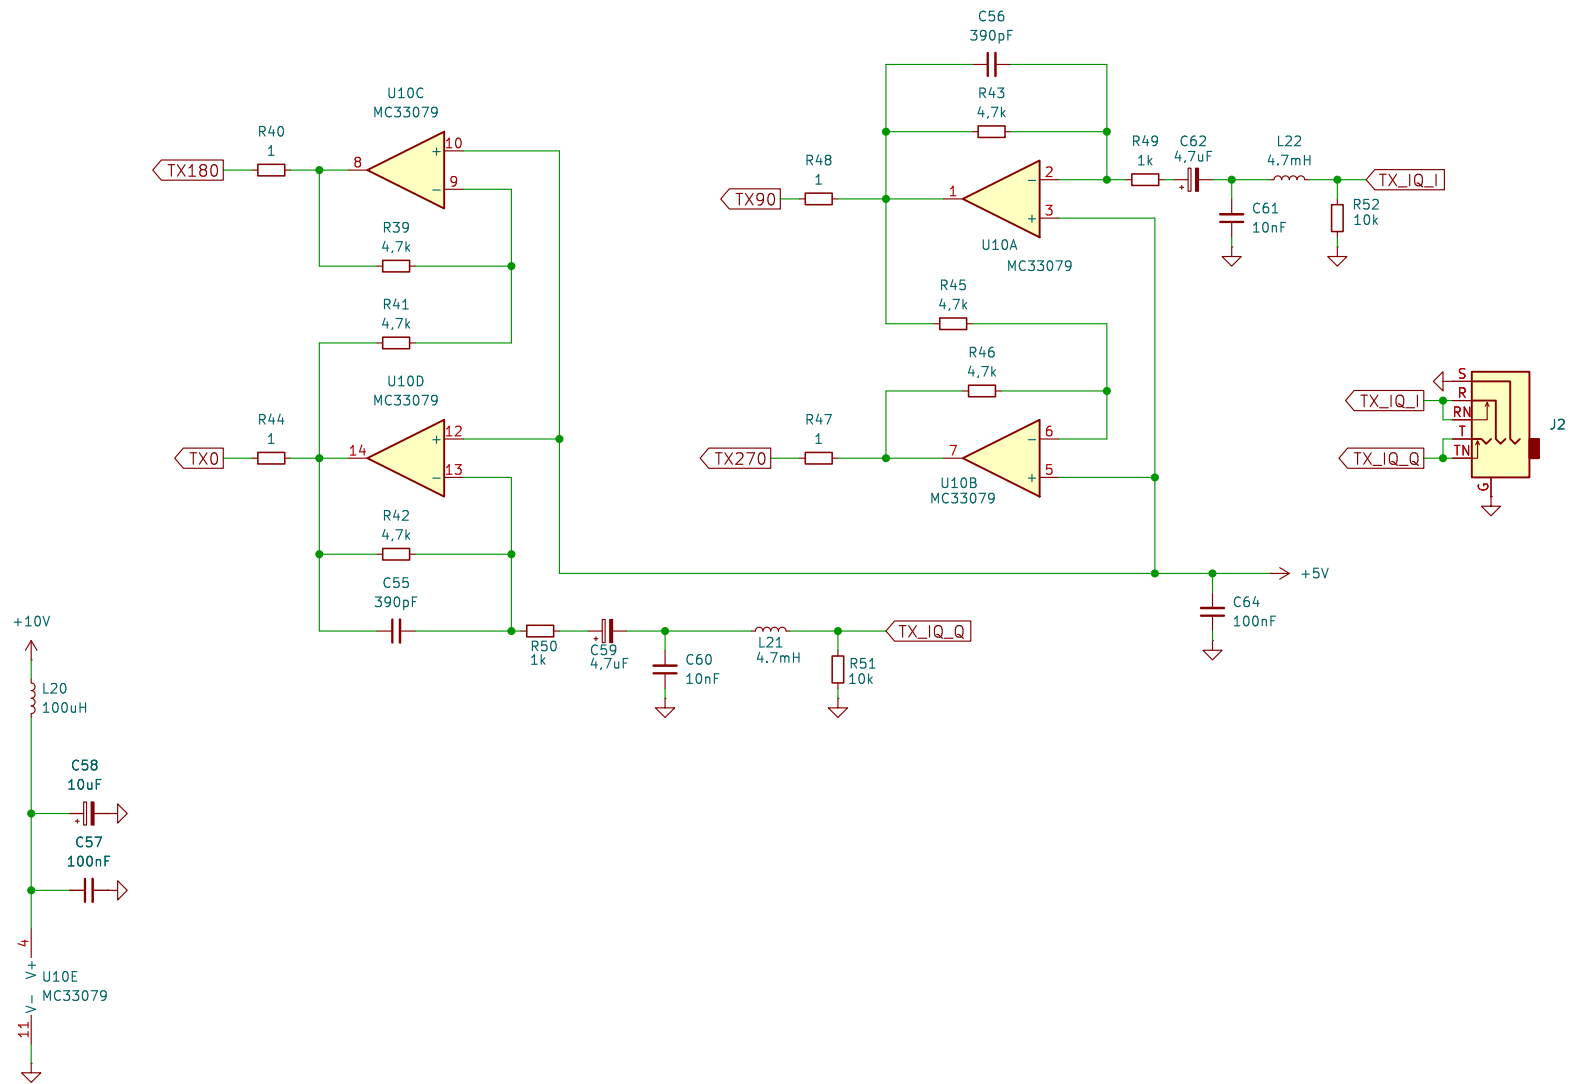 C56
390pF
R43
4,7k
U10C
MC33079
R40
1
TX180
8
10
9
+
−
R39
4,7k
R41
4,7k
U10D
MC33079
R44
1
TX0
14
12
13
+
−
R42
4,7k
C55
390pF
R50
1k
C59
4,7uF
+
C60
10nF
L21
4.7mH
R51
10k
TX_IQ_Q
R48
1
TX90
1
2
3
−
+
U10A
MC33079
R49
1k
C62
4,7uF
+
L22
4.7mH
TX_IQ_I
C61
10nF
R52
10k
R45
4,7k
R46
4,7k
R47
1
TX270
7
6
5
−
+
U10B
MC33079
+5V
C64
100nF
TX_IQ_I
TX_IQ_Q
S
R
RN
T
TN
G
J2
+10V
L20
100uH
C58
10uF
+
C57
100nF
4
V+
U10E
MC33079
V−
11